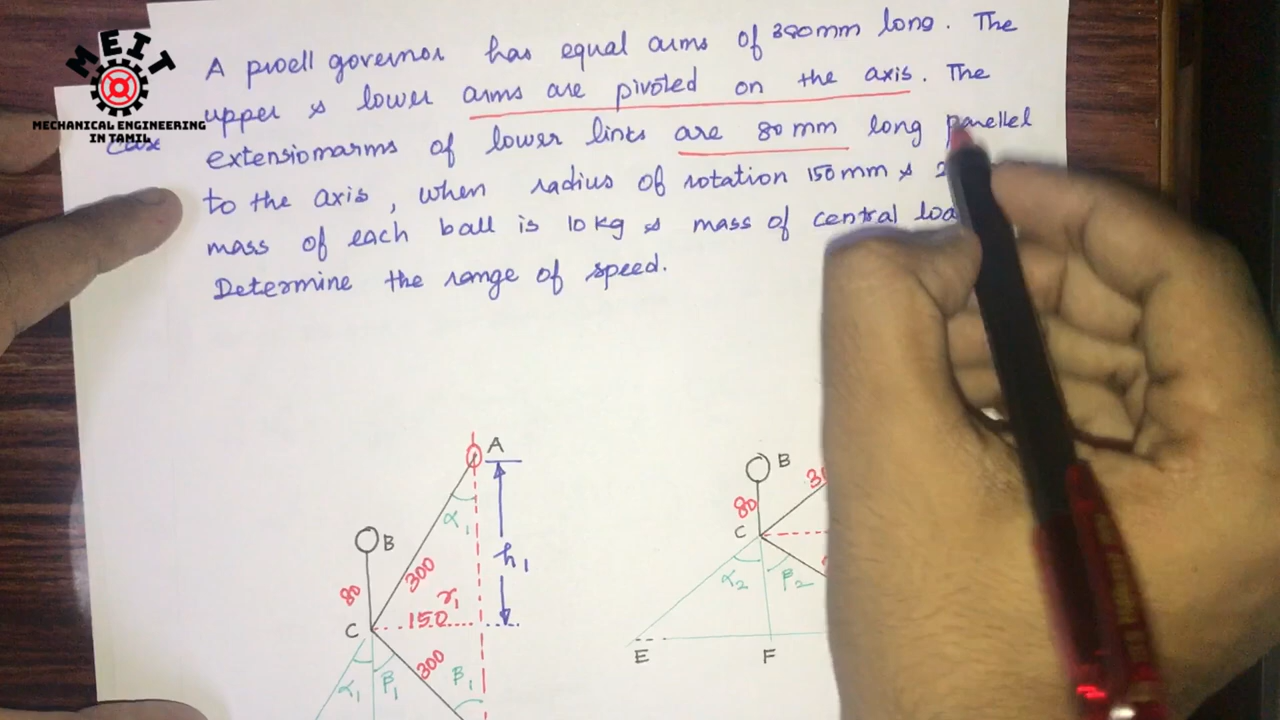 MEIT
MECHANICAL ENGINEERING
IN TAMIL
A proell governor has equal arms of 300mm long. The
upper & lower arms are pivoted on the axis. The
extensionarms of lower links are 80mm long parellel
to the axis, when radius of rotation 150mm &
mass of each ball is 10kg & mass of central
Determine the range of speed.
A
α1
B
80
300
h1
r1
150
C
300
α1
β1
β1
B
80
C
α2
β2
E
F